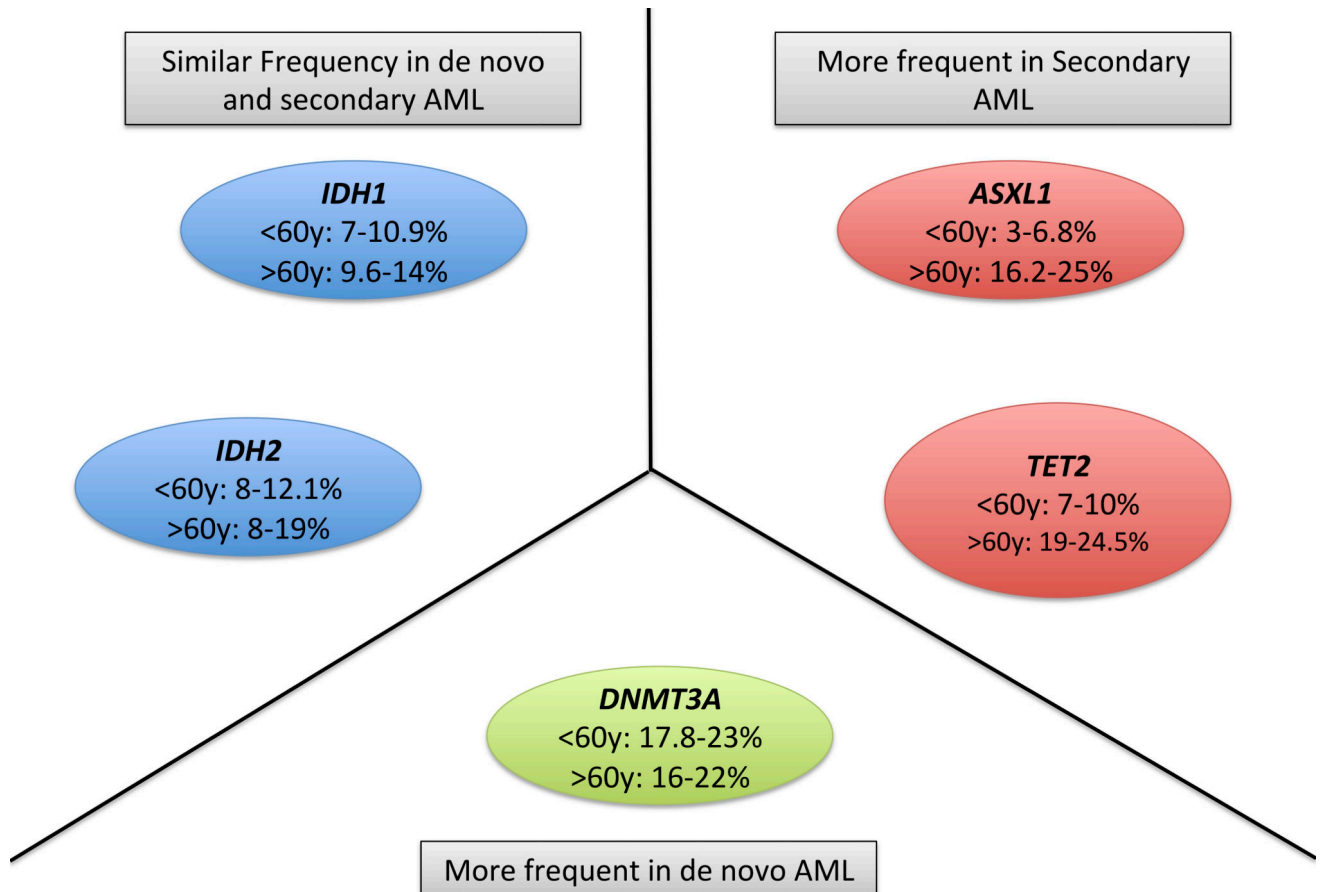 Similar Frequency in de novo
and secondary AML
More frequent in Secondary
AML
IDH1
<60y: 7-10.9%
>60y: 9.6-14%
ASXL1
<60y: 3-6.8%
>60y: 16.2-25%
IDH2
<60y: 8-12.1%
>60y: 8-19%
TET2
<60y: 7-10%
>60y: 19-24.5%
DNMT3A
<60y: 17.8-23%
>60y: 16-22%
More frequent in de novo AML